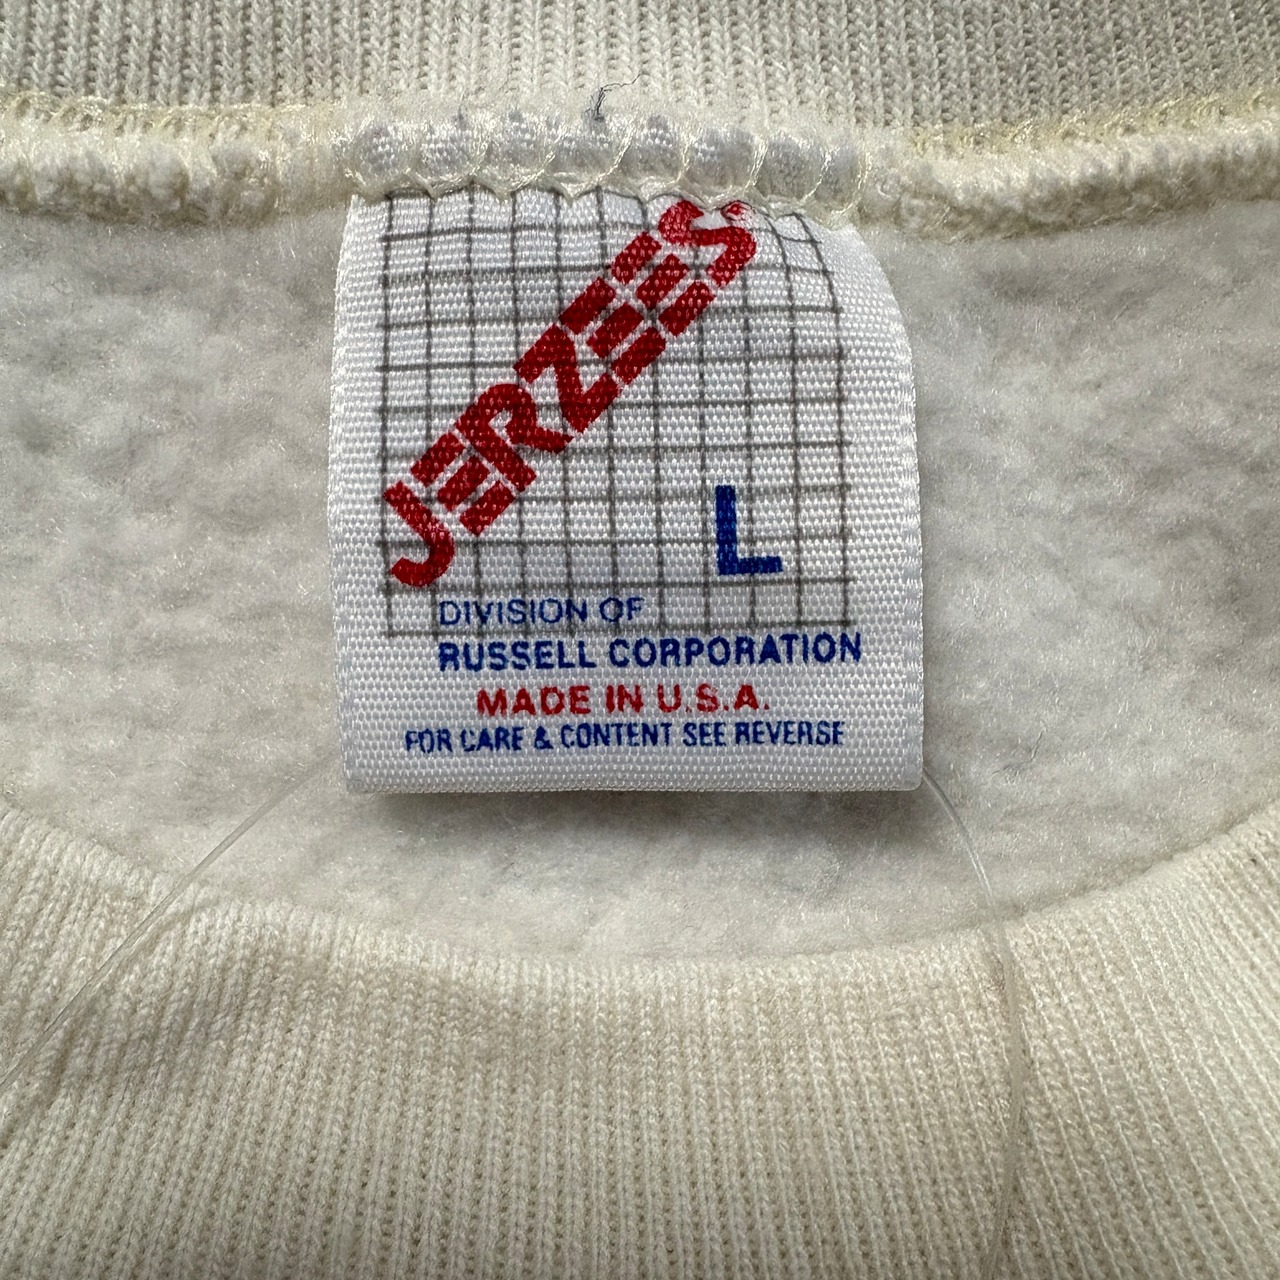 JERZEES
L
DIVISION OF
RUSSELL CORPORATION
MADE IN U.S.A.
FOR CARE & CONTENT SEE REVERSE